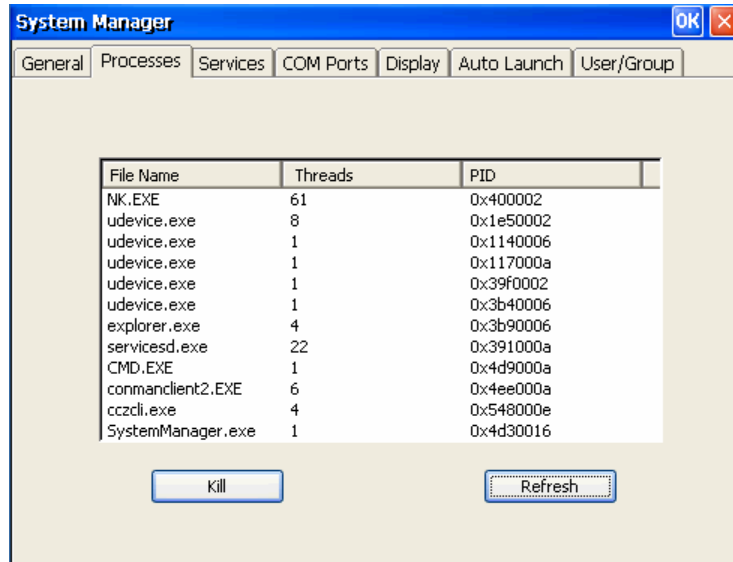 System Manager OK
General Processes Services COM Ports Display Auto Launch User/Group
File Name Threads PID
NK.EXE 61 0x400002
udevice.exe 8 0x1e50002
udevice.exe 1 0x1140006
udevice.exe 1 0x117000a
udevice.exe 1 0x39f0002
udevice.exe 1 0x3b40006
explorer.exe 4 0x3b90006
servicesd.exe 22 0x391000a
CMD.EXE 1 0x4d9000a
conmanclient2.EXE 6 0x4ee000a
cczcli.exe 4 0x548000e
SystemManager.exe 1 0x4d30016
Kill Refresh